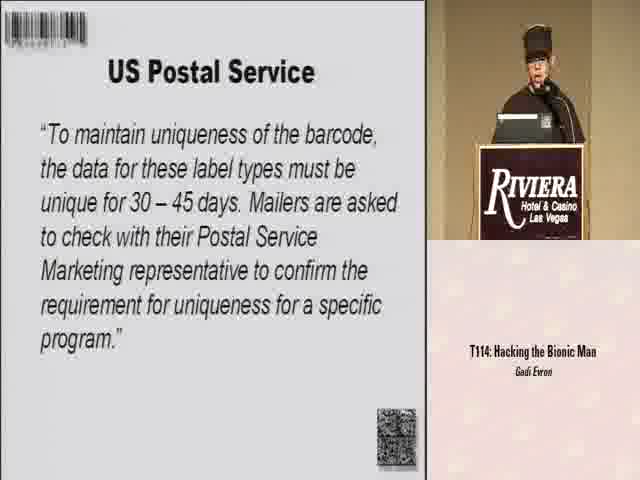 US Postal Service
“To maintain uniqueness of the barcode,
the data for these label types must be
unique for 30 – 45 days. Mailers are asked
to check with their Postal Service
Marketing representative to confirm the
requirement for uniqueness for a specific
program.”
RIVIERA
Hotel & Casino
Las Vegas
T114: Hacking the Bionic Man
Gadi Evron